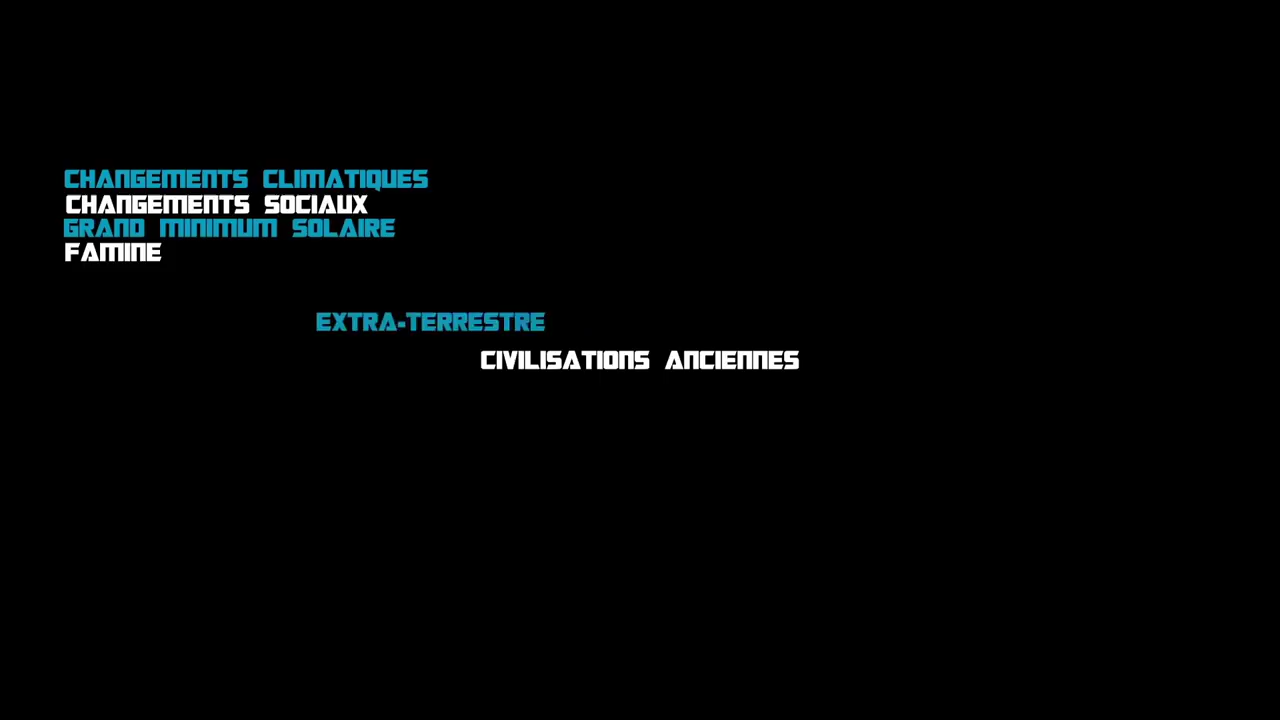 CHANGEMENTS CLIMATIQUES
CHANGEMENTS SOCIAUX
GRAND MINIMUM SOLAIRE
FAMINE
EXTRA-TERRESTRE
CIVILISATIONS ANCIENNES